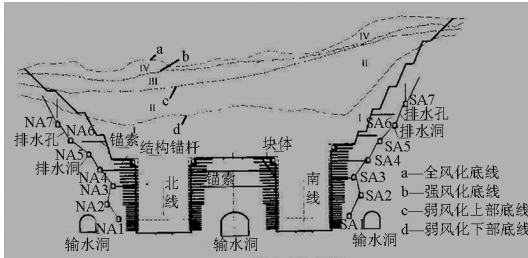 a
b
c
d
IV
III
II
IV
II
I
NA7
排水孔
NA6
排水洞
NA5
NA4
NA3
NA2
NA1
锚索
结构锚杆
块体
北线
锚索
南线
SA7
SA6
SA5
SA4
SA3
SA2
SA1
排水孔
排水洞
a—全风化底线
b—强风化底线
c—弱风化上部底线
d—弱风化下部底线
输水洞
输水洞
输水洞